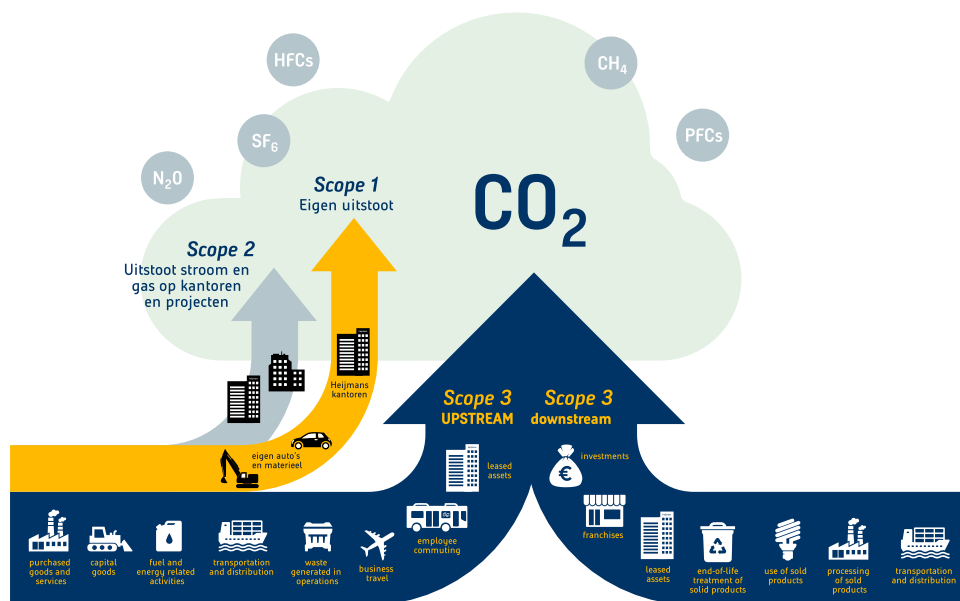 HFCs
CH4
SF6
PFCs
N2O
Scope 1
Eigen uitstoot
CO2
Scope 2
Uitstoot stroom en
gas op kantoren
en projecten
Heijmans
kantoren
eigen auto's
en materieel
Scope 3
UPSTREAM
Scope 3
downstream
leased
assets
investments
employee
commuting
franchises
purchased
goods and
services
capital
goods
fuel and
energy related
activities
transportation
and distribution
waste
generated in
operations
business
travel
leased
assets
end-of-life
treatment of
solid products
use of sold
products
processing
of sold
products
transportation
and distribution